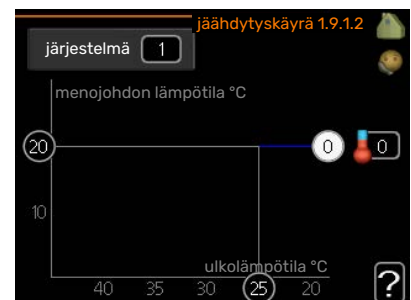 jäähdytyskäyrä 1.9.1.2
järjestelmä 1
menojohdon lämpötila °C
20 0 0
10
ulkolämpötila °C
40 35 30 25 20
?